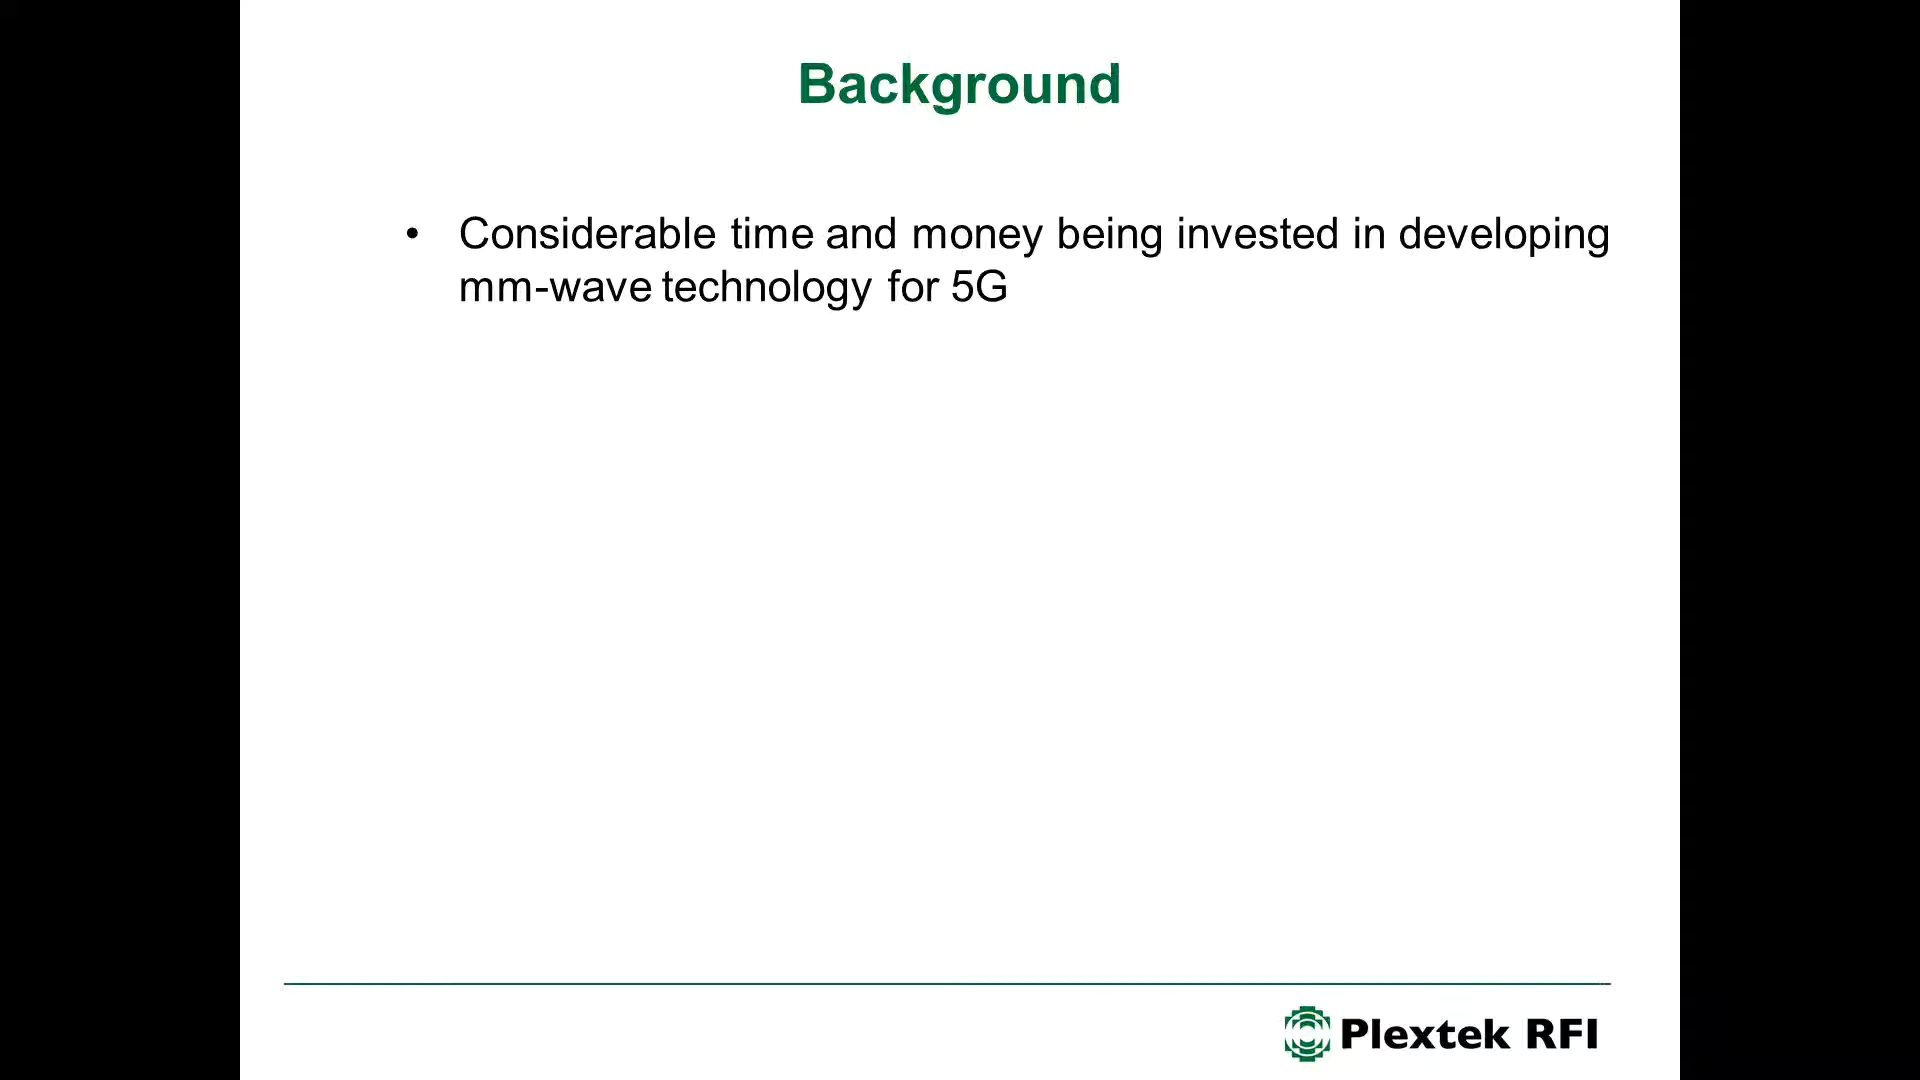 Background
• Considerable time and money being invested in developing
mm-wave technology for 5G
Plextek RFI